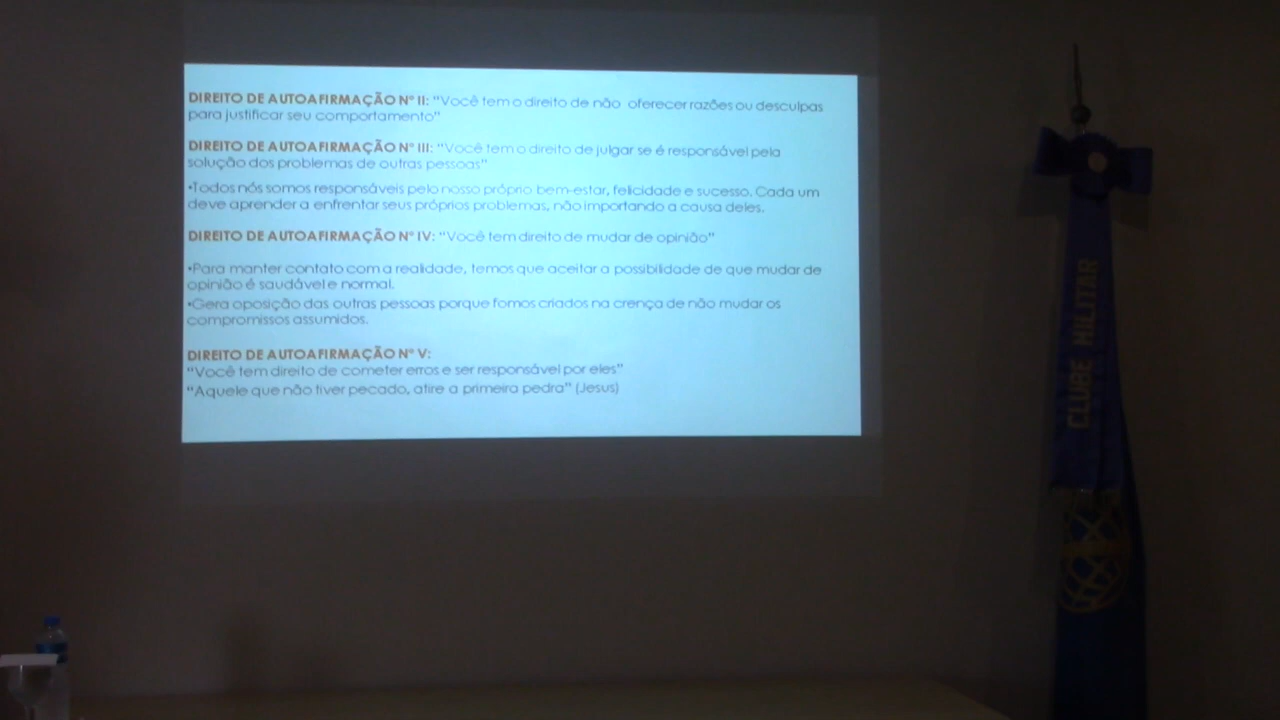 DIREITO DE AUTOAFIRMAÇÃO Nº II: "Você tem o direito de não oferecer razões ou desculpas
para justificar seu comportamento"
DIREITO DE AUTOAFIRMAÇÃO Nº III: "Você tem o direito de julgar se é responsável pela
solução dos problemas de outras pessoas"
•Todos nós somos responsáveis pelo nosso próprio bem-estar, felicidade e sucesso. Cada um
deve aprender a enfrentar seus próprios problemas, não importando a causa deles.
DIREITO DE AUTOAFIRMAÇÃO Nº IV: "Você tem direito de mudar de opinião"
•Para manter contato com a realidade, temos que aceitar a possibilidade de que mudar de
opinião é saudável e normal.
•Gera oposição das outras pessoas porque fomos criados na crença de não mudar os
compromissos assumidos.
DIREITO DE AUTOAFIRMAÇÃO Nº V:
"Você tem direito de cometer erros e ser responsável por eles"
"Aquele que não tiver pecado, atire a primeira pedra" (Jesus)
CLUBE MILITAR